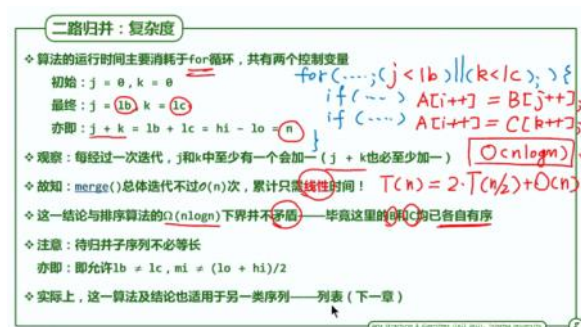 二路归并：复杂度
❖ 算法的运行时间主要消耗于for循环，共有两个控制变量
初始：j = 0, k = 0
最终：j = lb, k = lc
亦即：j + k = lb + lc = hi - lo = n
for(....;(j<lb)||(k<lc);){
if(...) A[i++] = B[j++];
if(....) A[i++] = C[k++];
}
❖ 观察：每经过一次迭代，j和k中至少有一个会加一（j + k也必至少加一）
O(nlogn)
❖ 故知：merge()总体迭代不过O(n)次，累计只需线性时间！
T(n) = 2·T(n/2)+O(n)
❖ 这一结论与排序算法的Ω(nlogn)下界并不矛盾——毕竟这里的B和C均已各自有序
❖ 注意：待归并子序列不必等长
亦即：即允许lb ≠ lc, mi ≠ (lo + hi)/2
❖ 实际上，这一算法及结论也适用于另一类序列——列表（下一章）